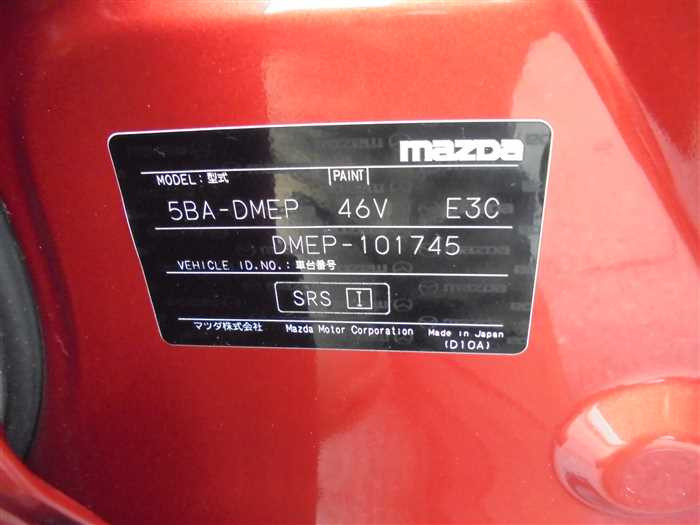 mazda
MODEL:型式 PAINT
5BA-DMEP 46V E3C
DMEP-101745
VEHICLE ID.NO.:車台番号
SRS I
マツダ株式会社 Mazda Motor Corporation Made in Japan
(D10A)